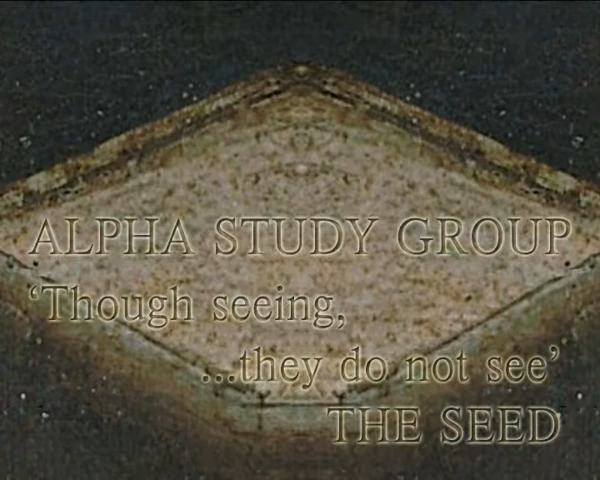 ALPHA STUDY GROUP
‘Though seeing,
...they do not see’
THE SEED